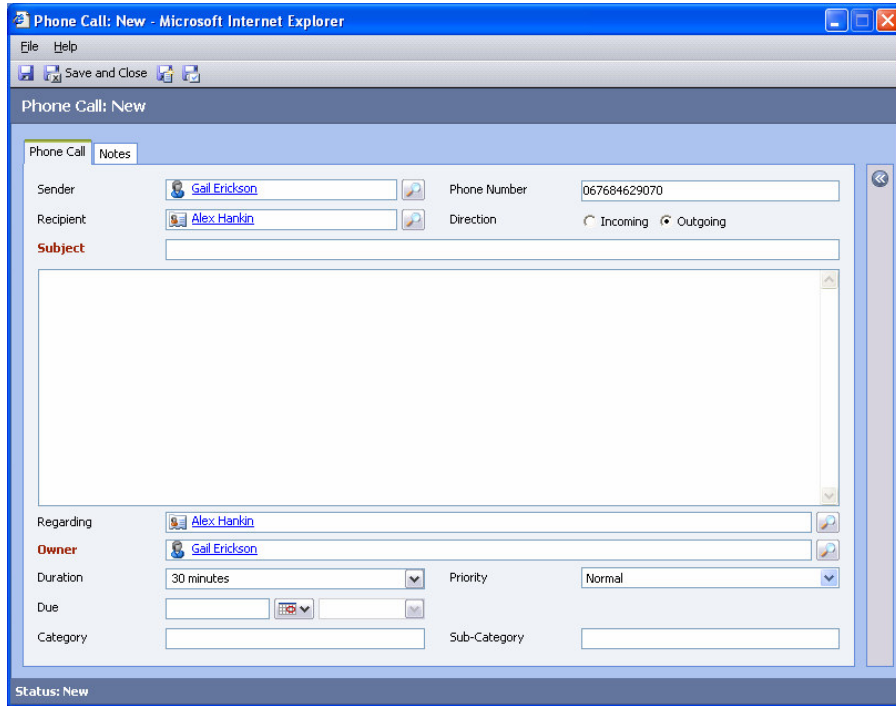 Phone Call: New - Microsoft Internet Explorer
File Help
Save and Close
Phone Call: New
Phone Call Notes
Sender Gail Erickson Phone Number 067684629070
Recipient Alex Hankin Direction Incoming Outgoing
Subject
Regarding Alex Hankin
Owner Gail Erickson
Duration 30 minutes Priority Normal
Due
Category Sub-Category
Status: New